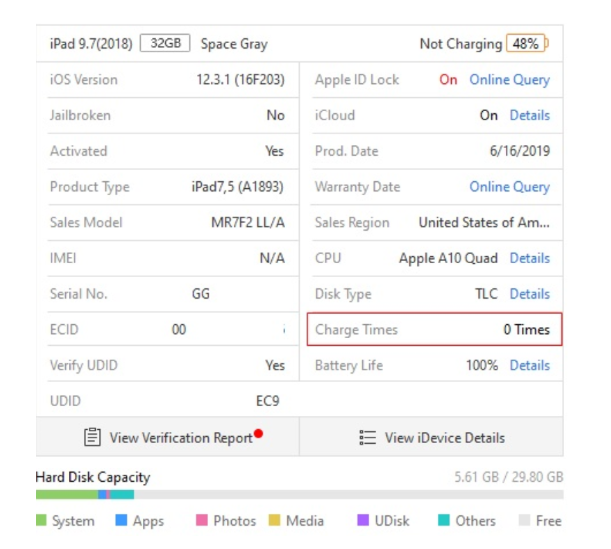 iPad 9.7(2018) 32GB Space Gray Not Charging 48%
iOS Version 12.3.1 (16F203) Apple ID Lock On Online Query
Jailbroken No iCloud On Details
Activated Yes Prod. Date 6/16/2019
Product Type iPad7,5 (A1893) Warranty Date Online Query
Sales Model MR7F2 LL/A Sales Region United States of Am...
IMEI N/A CPU Apple A10 Quad Details
Serial No. GG Disk Type TLC Details
ECID 00 Charge Times 0 Times
Verify UDID Yes Battery Life 100% Details
UDID EC9
View Verification Report View iDevice Details
Hard Disk Capacity 5.61 GB / 29.80 GB
System Apps Photos Media UDisk Others Free